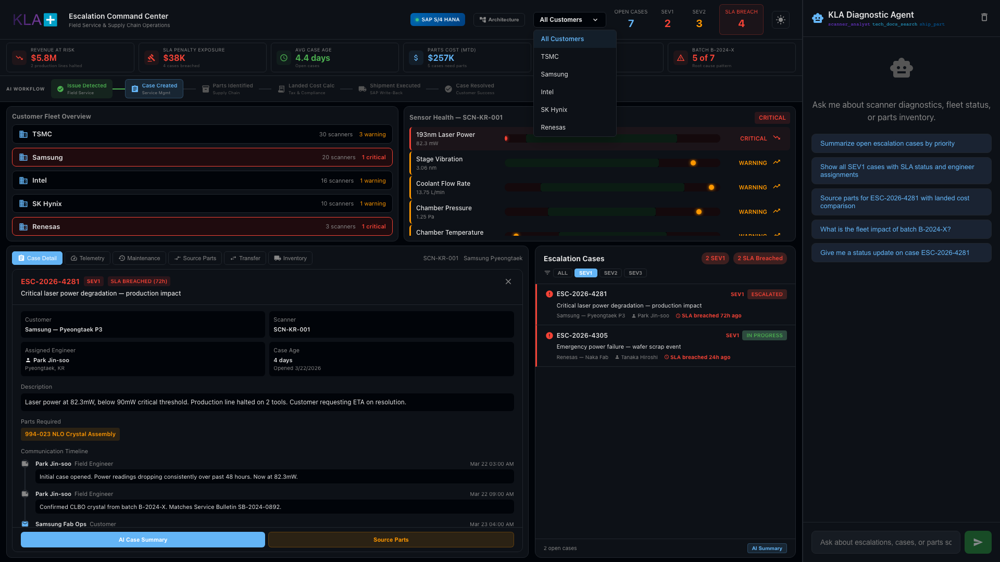 KLA+
Escalation Command Center
Field Service & Supply Chain Operations
SAP S/4 HANA
Architecture
All Customers
OPEN CASES
7
SEV1
2
SEV2
3
SLA BREACH
4
All Customers
TSMC
Samsung
Intel
SK Hynix
Renesas
REVENUE AT RISK
$5.8M
2 production lines halted
SLA PENALTY EXPOSURE
$38K
4 cases breached
AVG CASE AGE
4.4 days
Open cases
PARTS COST (MTD)
$257K
5 cases need parts
BATCH B-2024-X
5 of 7
Root cause pattern
AI WORKFLOW
Issue Detected
Field Service
Case Created
Service Mgmt
Parts Identified
Supply Chain
Landed Cost Calc
Tax & Compliance
Shipment Executed
SAP Write-Back
Case Resolved
Customer Success
Customer Fleet Overview
TSMC 30 scanners 3 warning
Samsung 20 scanners 1 critical
Intel 16 scanners 1 warning
SK Hynix 10 scanners 1 warning
Renesas 3 scanners 1 critical
Sensor Health — SCN-KR-001 CRITICAL
193nm Laser Power
82.3 mW
CRITICAL
Stage Vibration
3.06 nm
WARNING
Coolant Flow Rate
13.75 L/min
WARNING
Chamber Pressure
1.25 Pa
WARNING
Chamber Temperature
WARNING
Case Detail Telemetry Maintenance Source Parts Transfer Inventory SCN-KR-001 Samsung Pyeongtaek
ESC-2026-4281 SEV1 SLA BREACHED (72h)
Critical laser power degradation — production impact
Customer
Samsung — Pyeongtaek P3
Scanner
SCN-KR-001
Assigned Engineer
Park Jin-soo
Pyeongtaek, KR
Case Age
4 days
Opened 3/22/2026
Description
Laser power at 82.3mW, below 90mW critical threshold. Production line halted on 2 tools. Customer requesting ETA on resolution.
Parts Required
994-023 NLO Crystal Assembly
Communication Timeline
Park Jin-soo Field Engineer Mar 22 03:00 AM
Initial case opened. Power readings dropping consistently over past 48 hours. Now at 82.3mW.
Park Jin-soo Field Engineer Mar 22 09:00 AM
Confirmed CLBO crystal from batch B-2024-X. Matches Service Bulletin SB-2024-0892.
Samsung Fab Ops Customer Mar 23 04:00 AM
AI Case Summary
Source Parts
Escalation Cases 2 SEV1 2 SLA Breached
ALL SEV1 SEV2 SEV3
ESC-2026-4281 SEV1 ESCALATED
Critical laser power degradation — production impact
Samsung — Pyeongtaek P3 Park Jin-soo SLA breached 72h ago
ESC-2026-4305 SEV1 IN PROGRESS
Emergency power failure — wafer scrap event
Renesas — Naka Fab Tanaka Hiroshi SLA breached 24h ago
2 open cases AI Summary
KLA Diagnostic Agent
scanner_analyst tech_docs_search ship_part
Ask me about scanner diagnostics, fleet status,
or parts inventory.
Summarize open escalation cases by priority
Show all SEV1 cases with SLA status and engineer
assignments
Source parts for ESC-2026-4281 with landed cost
comparison
What is the fleet impact of batch B-2024-X?
Give me a status update on case ESC-2026-4281
Ask about escalations, cases, or parts sc